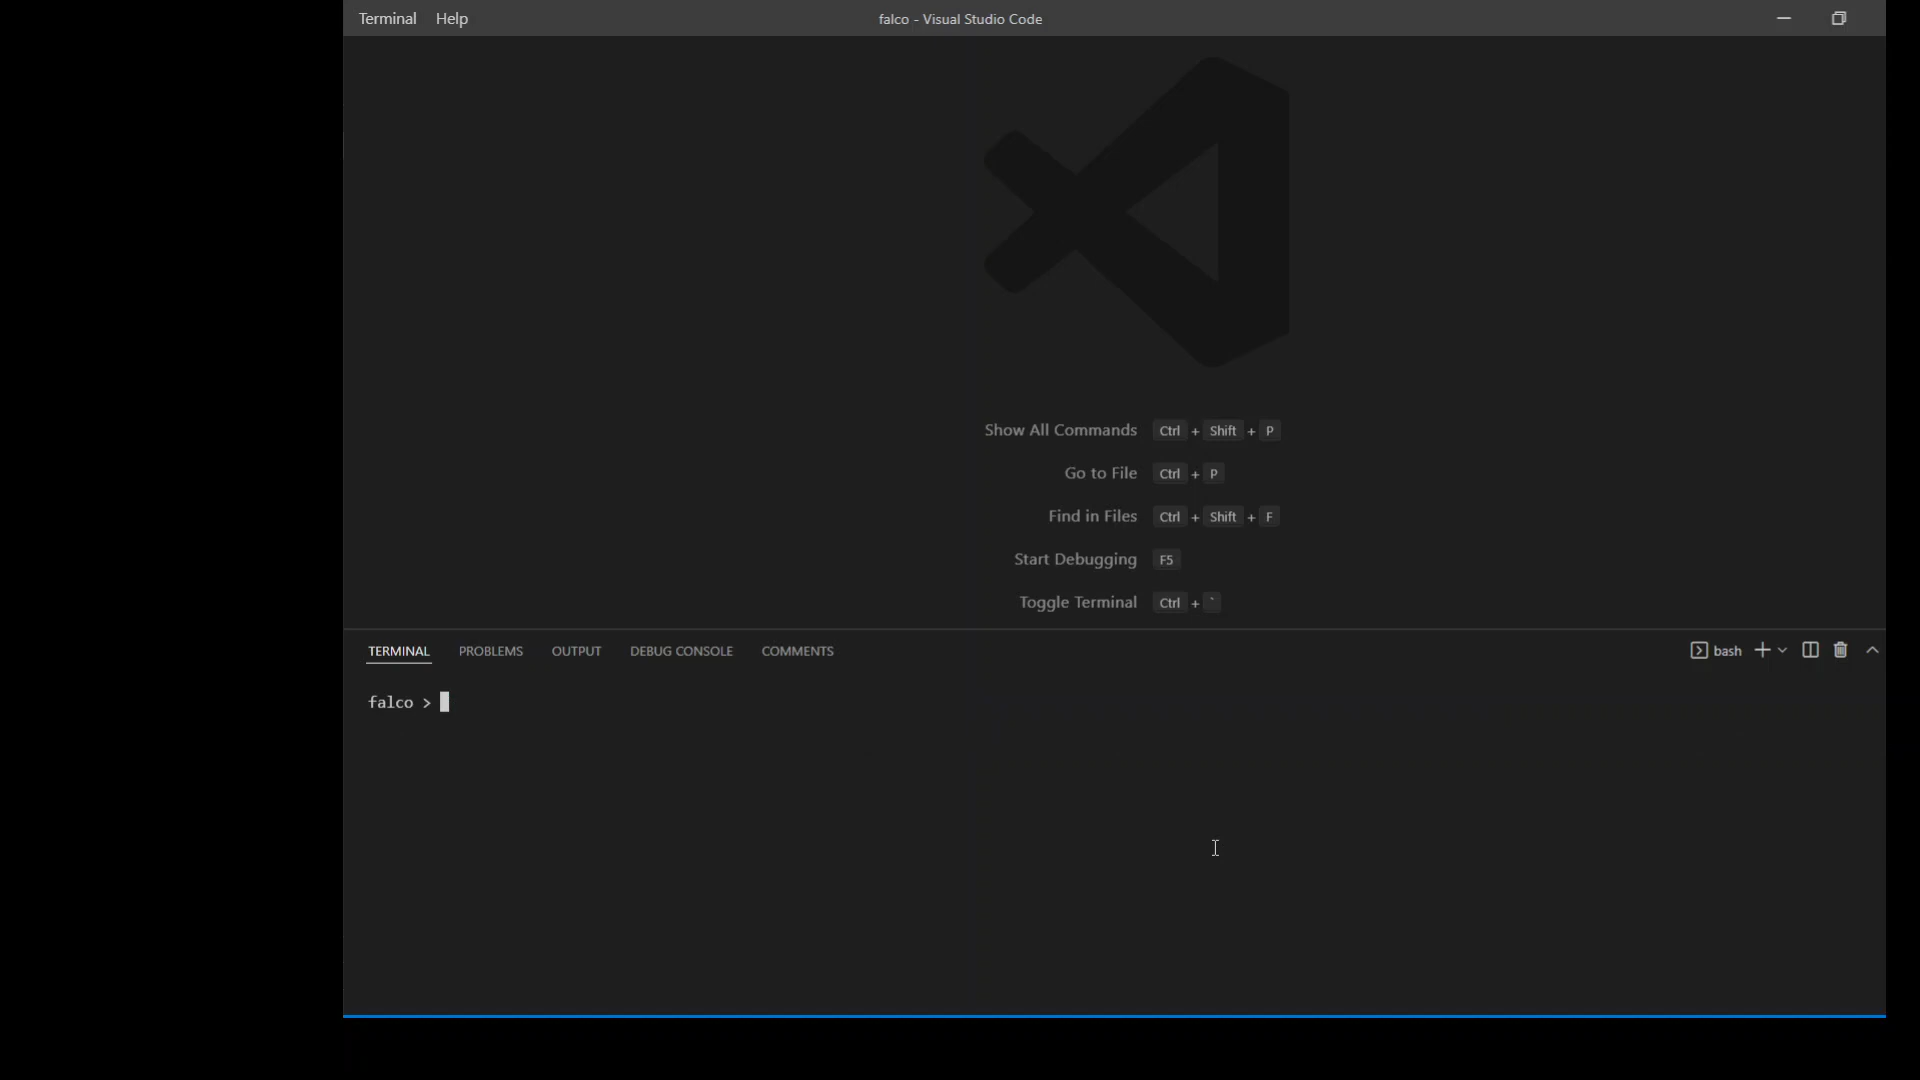 Terminal Help falco - Visual Studio Code
Show All Commands Ctrl + Shift + P
Go to File Ctrl + P
Find in Files Ctrl + Shift + F
Start Debugging F5
Toggle Terminal Ctrl + `
TERMINAL PROBLEMS OUTPUT DEBUG CONSOLE COMMENTS bash
falco >